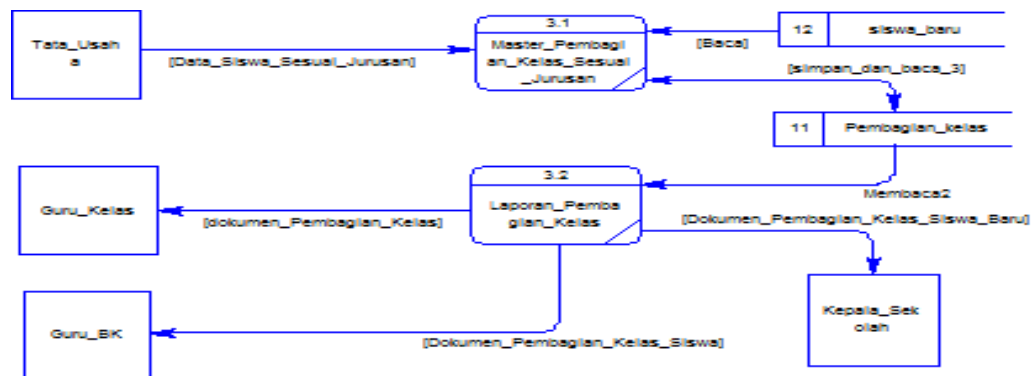 Tata_Usah
a
[Data_Siswa_Sesuai_Jurusan]
3.1
Master_Pembagi
an_Kelas_Sesuai
_Jurusan
[Baca]
12 siswa_baru
[simpan_dan_baca_3]
11 Pembagian_kelas
Membaca2
3.2
Laporan_Pemba
gian_Kelas
Guru_Kelas
[dokumen_Pembagian_Kelas]
[Dokumen_Pembagian_Kelas_Siswa_Baru]
Kepala_Sek
olah
Guru_BK
[Dokumen_Pembagian_Kelas_Siswa]